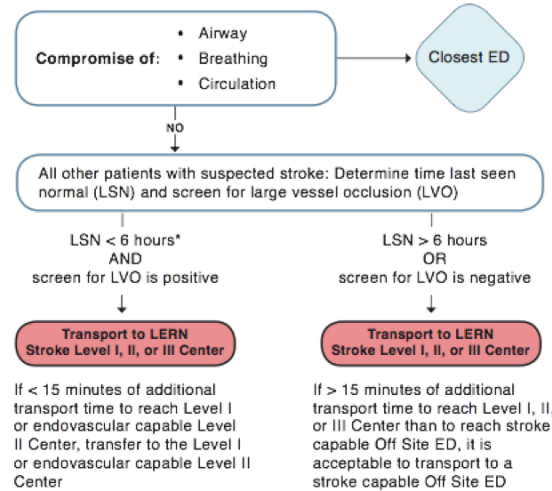 • Airway
Compromise of: • Breathing
• Circulation
Closest ED
NO
All other patients with suspected stroke: Determine time last seen
normal (LSN) and screen for large vessel occlusion (LVO)
LSN < 6 hours*
AND
screen for LVO is positive
Transport to LERN
Stroke Level I, II, or III Center
If < 15 minutes of additional
transport time to reach Level I
or endovascular capable Level
II Center, transfer to the Level I
or endovascular capable Level II
Center
LSN > 6 hours
OR
screen for LVO is negative
Transport to LERN
Stroke Level I, II, or III Center
If > 15 minutes of additional
transport time to reach Level I, II,
or III Center than to reach stroke
capable Off Site ED, it is
acceptable to transport to a
stroke capable Off Site ED